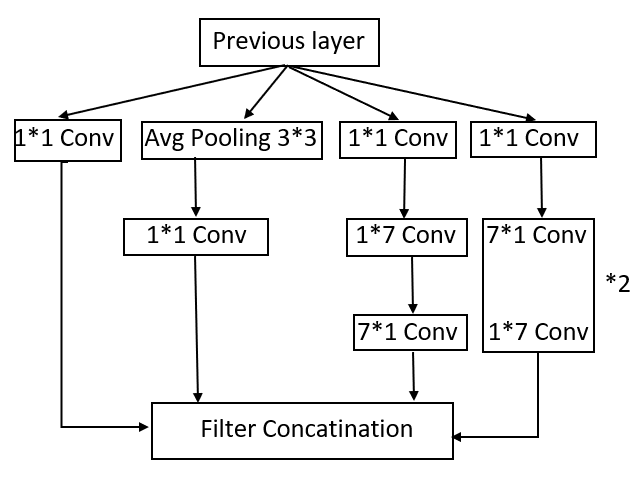 Previous layer
1*1 Conv
Avg Pooling 3*3
1*1 Conv
1*1 Conv
1*1 Conv
1*7 Conv
7*1 Conv
*2
7*1 Conv
1*7 Conv
Filter Concatination